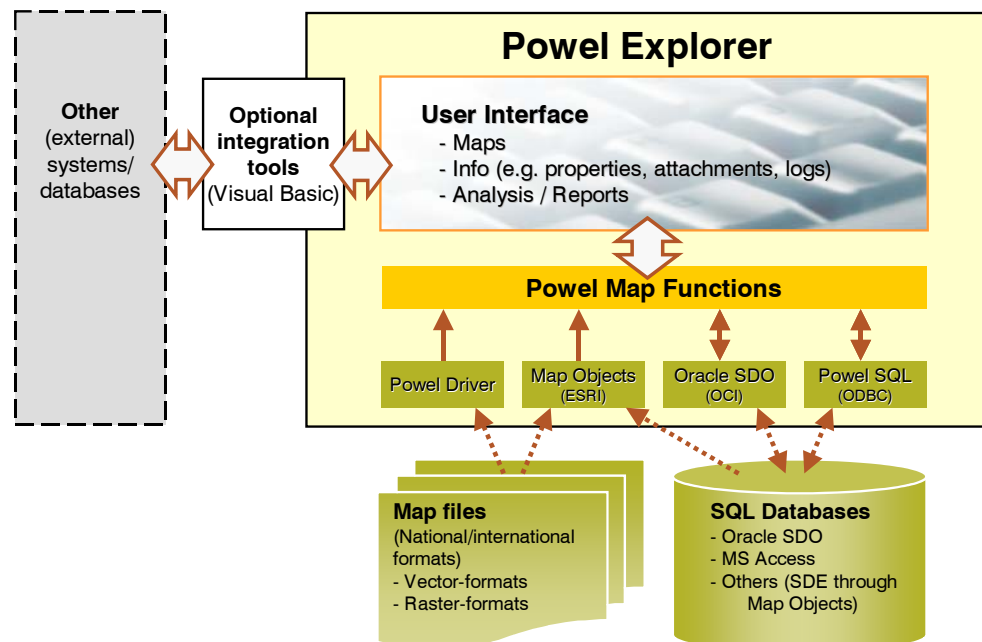 Powel Explorer
Other
(external)
systems/
databases
Optional
integration
tools
(Visual Basic)
User Interface
- Maps
- Info (e.g. properties, attachments, logs)
- Analysis / Reports
Powel Map Functions
Powel Driver
Map Objects
(ESRI)
Oracle SDO
(OCI)
Powel SQL
(ODBC)
Map files
(National/international
formats)
- Vector-formats
- Raster-formats
SQL Databases
- Oracle SDO
- MS Access
- Others (SDE through
Map Objects)